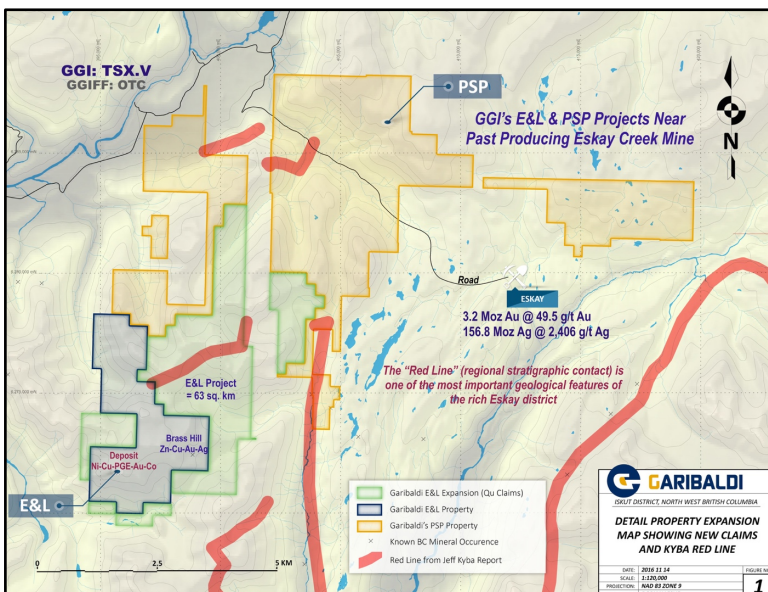 GGI: TSX.V
GGIFF: OTC
PSP
GGI's E&L & PSP Projects Near
Past Producing Eskay Creek Mine
N
Road
ESKAY
3.2 Moz Au @ 49.5 g/t Au
156.8 Moz Ag @ 2,406 g/t Ag
The "Red Line" (regional stratigraphic contact) is
one of the most important geological features of
the rich Eskay district
E&L Project
= 63 sq. km
Brass Hill
Zn-Cu-Au-Ag
Deposit
Ni-Cu-PGE-Au-Co
E&L
Garibaldi E&L Expansion (Qu Claims)
Garibaldi E&L Property
Garibaldi's PSP Property
Known BC Mineral Occurence
Red Line from Jeff Kyba Report
0 2.5 5 KM
GARIBALDI
ISKUT DISTRICT, NORTH WEST BRITISH COLUMBIA
DETAIL PROPERTY EXPANSION
MAP SHOWING NEW CLAIMS
AND KYBA RED LINE
DATE: 2016 11 14
SCALE: 1:120,000
PROJECTION: NAD 83 ZONE 9
1